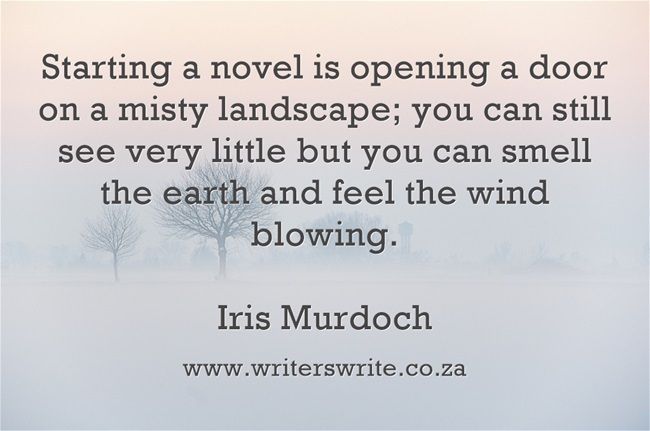 Starting a novel is opening a door
on a misty landscape; you can still
see very little but you can smell
the earth and feel the wind
blowing.
Iris Murdoch
www.writerswrite.co.za